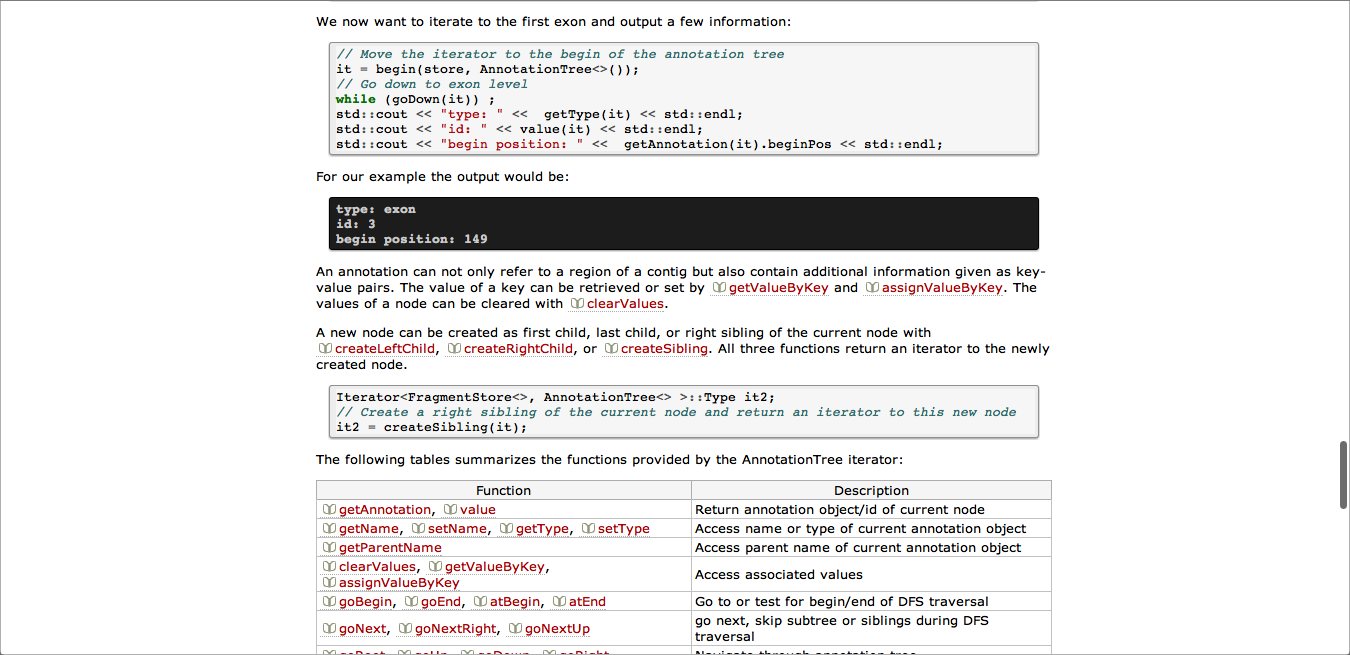 We now want to iterate to the first exon and output a few information:
// Move the iterator to the begin of the annotation tree
it = begin(store, AnnotationTree<>());
// Go down to exon level
while (goDown(it)) ;
std::cout << "type: " <<  getType(it) << std::endl;
std::cout << "id: " << value(it) << std::endl;
std::cout << "begin position: " <<  getAnnotation(it).beginPos << std::endl;
For our example the output would be:
type: exon
id: 3
begin position: 149
An annotation can not only refer to a region of a contig but also contain additional information given as key-
value pairs. The value of a key can be retrieved or set by getValueByKey and assignValueByKey. The
values of a node can be cleared with clearValues.
A new node can be created as first child, last child, or right sibling of the current node with
createLeftChild, createRightChild, or createSibling. All three functions return an iterator to the newly
created node.
Iterator<FragmentStore<>, AnnotationTree<> >::Type it2;
// Create a right sibling of the current node and return an iterator to this new node
it2 = createSibling(it);
The following tables summarizes the functions provided by the AnnotationTree iterator:
Function Description
getAnnotation, value Return annotation object/id of current node
getName, setName, getType, setType Access name or type of current annotation object
getParentName Access parent name of current annotation object
clearValues, getValueByKey,
assignValueByKey
Access associated values
goBegin, goEnd, atBegin, atEnd Go to or test for begin/end of DFS traversal
goNext, goNextRight, goNextUp
go next, skip subtree or siblings during DFS
traversal
goRoot, goUp, goDown, goRight Navigate through annotation tree